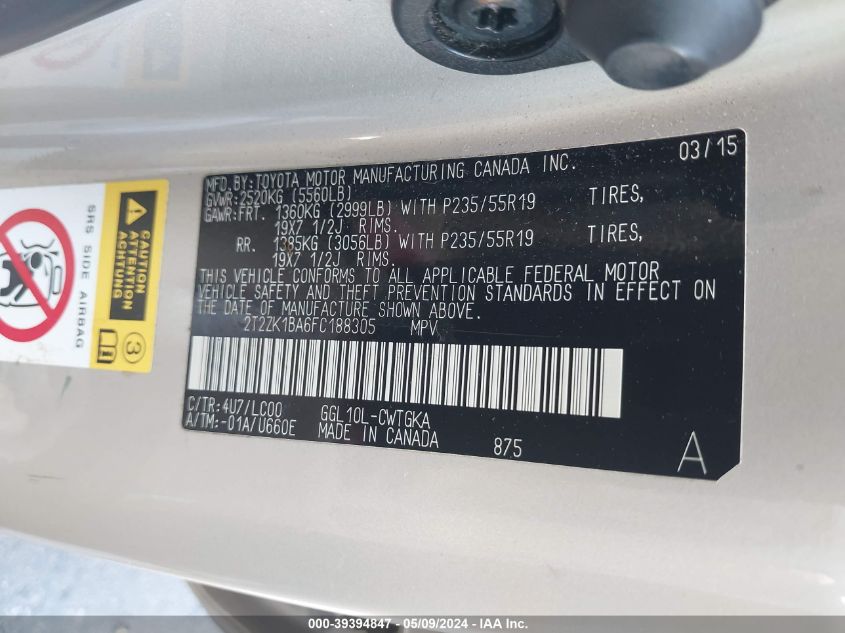 MFD. BY: TOYOTA MOTOR MANUFACTURING CANADA INC. 03/15
GVWR: 2520KG (5560LB)
GAWR: FRT. 1360KG (2999LB) WITH P235/55R19 TIRES,
19X7 1/2J RIMS.
RR. 1385KG (3056LB) WITH P235/55R19 TIRES,
19X7 1/2J RIMS.
THIS VEHICLE CONFORMS TO ALL APPLICABLE FEDERAL MOTOR
VEHICLE SAFETY AND THEFT PREVENTION STANDARDS IN EFFECT ON
THE DATE OF MANUFACTURE SHOWN ABOVE.
2T2ZK1BA6FC188305 MPV
C/TR: 4U7/LC00 GGL10L-CWTGKA
A/TM: -01A/U660E MADE IN CANADA 875 A
SRS SIDE AIRBAG
CAUTION
ATTENTION
ACHTUNG
3
000-39394847 - 05/09/2024 - IAA Inc.